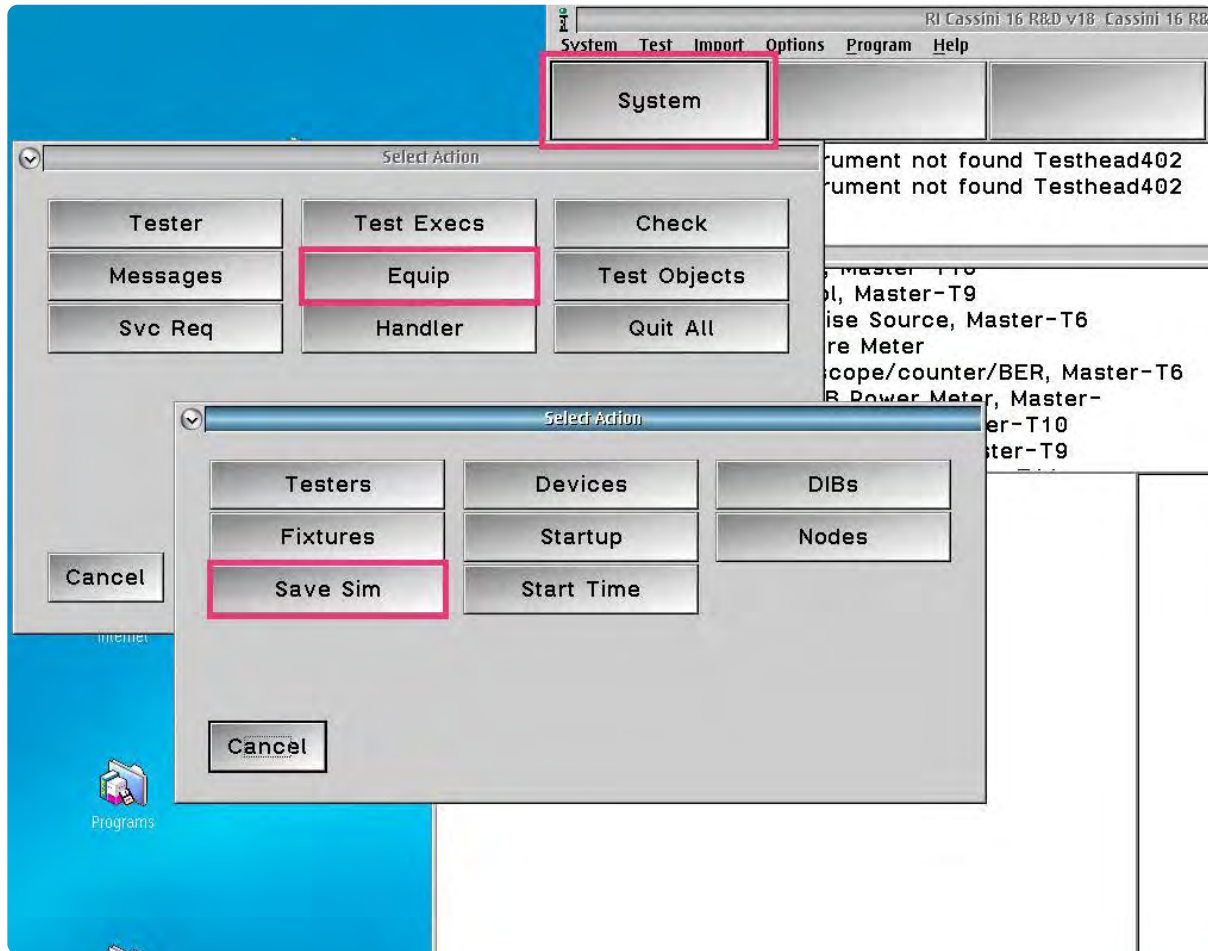 RI Cassini 16 R&D v18 Cassini 16 R&
System Test Import Options Program Help
System
Select Action
rument not found Testhead402
rument not found Testhead402
Tester Test Execs Check
Messages Equip Test Objects
Svc Req Handler Quit All
ol, Master-T9
ise Source, Master-T6
re Meter
scope/counter/BER, Master-T6
B Power Meter, Master-
er-T10
ster-T9
Select Action
Testers Devices DIBs
Fixtures Startup Nodes
Save Sim Start Time
Cancel
Cancel
Internet
Programs